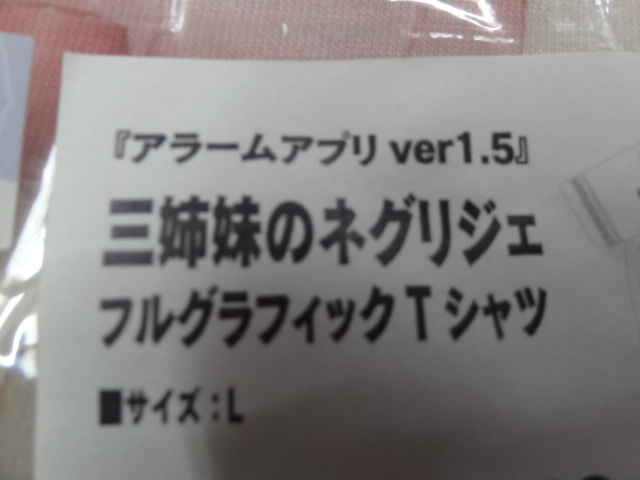 『アラームアプリ ver1.5』
三姉妹のネグリジェ
フルグラフィックTシャツ
■サイズ：L